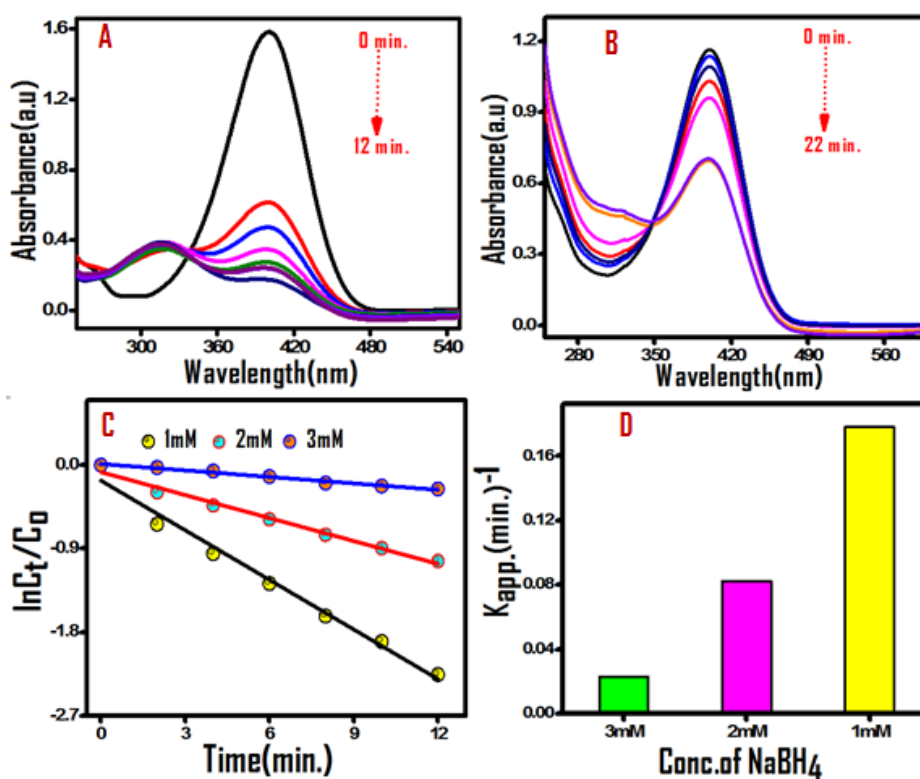 A
0 min.
12 min.
1.6
1.2
0.8
0.4
0.0
Absorbance(a.u)
300 360 420 480 540
Wavelength(nm)
B
0 min.
22 min.
1.2
0.9
0.6
0.3
0.0
Absorbance(a.u)
280 350 420 490 560
Wavelength(nm)
C
1mM 2mM 3mM
0.0
-0.9
-1.8
-2.7
lnCt/Co
0 3 6 9 12
Time(min.)
D
0.16
0.08
0.04
0.00
Kapp.(min.)⁻¹
3mM 2mM 1mM
Conc.of NaBH4